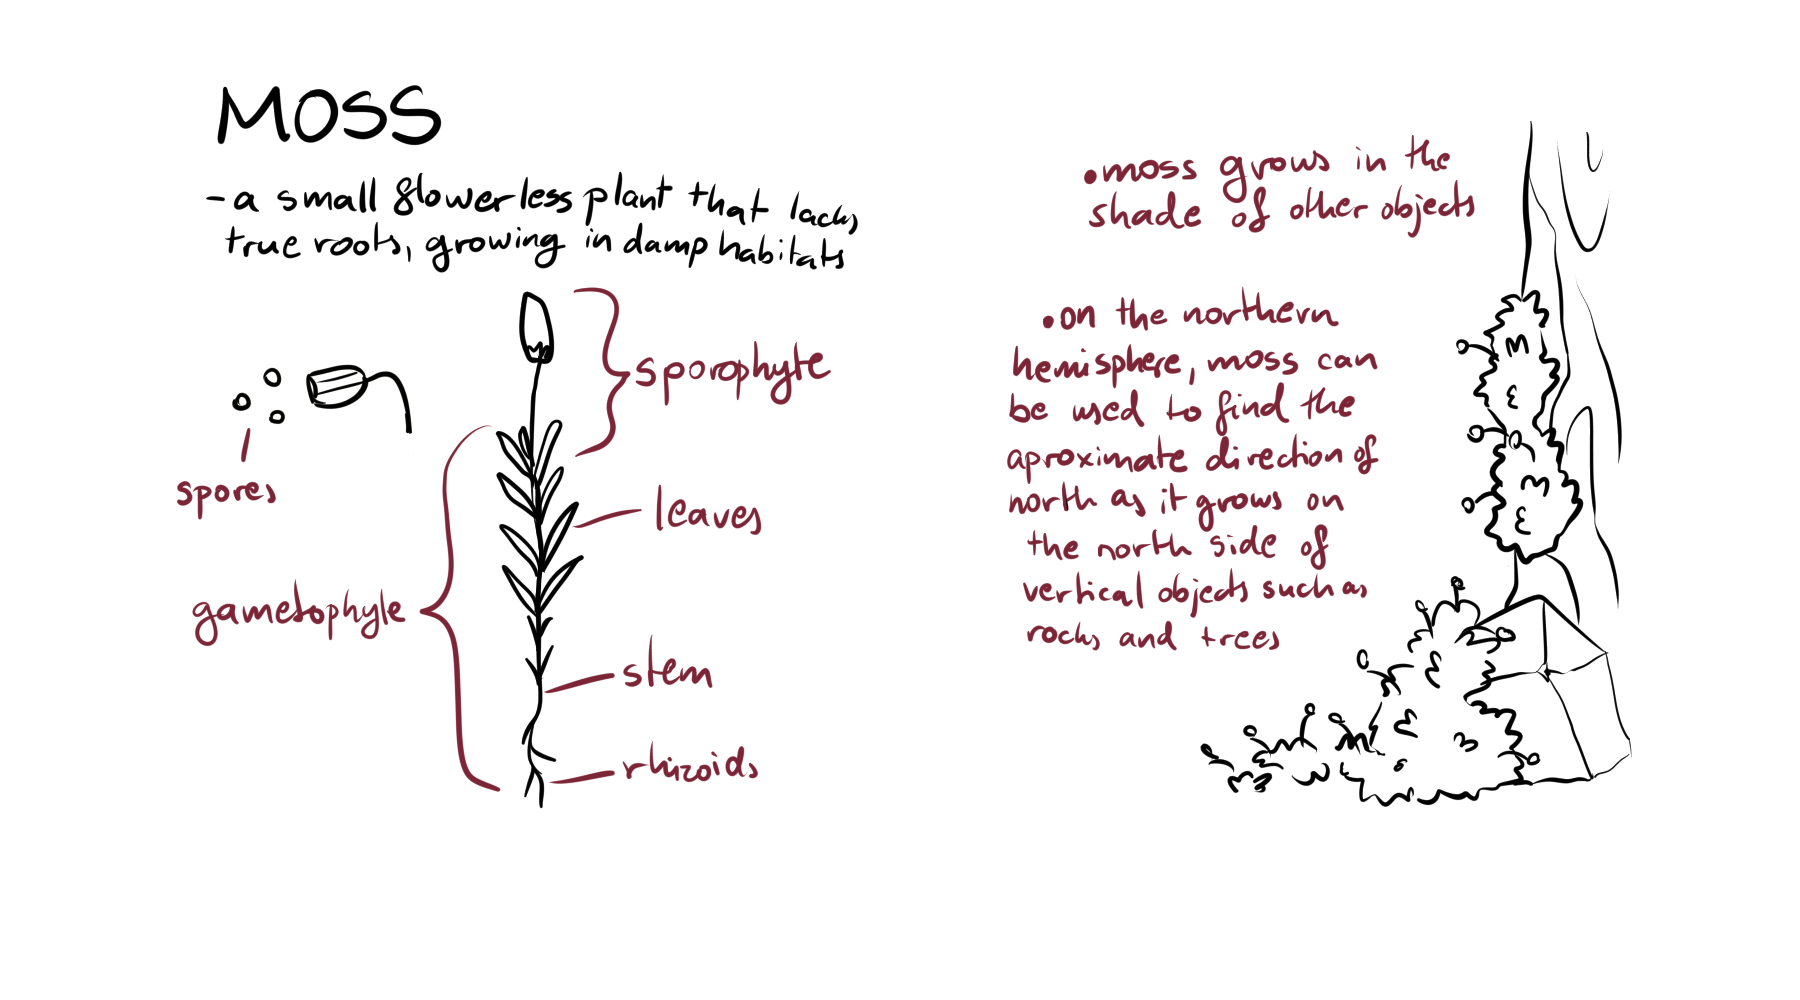 MOSS
- a small flowerless plant that lacks
true roots, growing in damp habitats
sporophyte
spores
leaves
gametophyte
stem
rhizoids
• moss grows in the
shade of other objects
• on the northern
hemisphere, moss can
be used to find the
aproximate direction of
north as it grows on
the north side of
vertical objects such as
rocks and trees